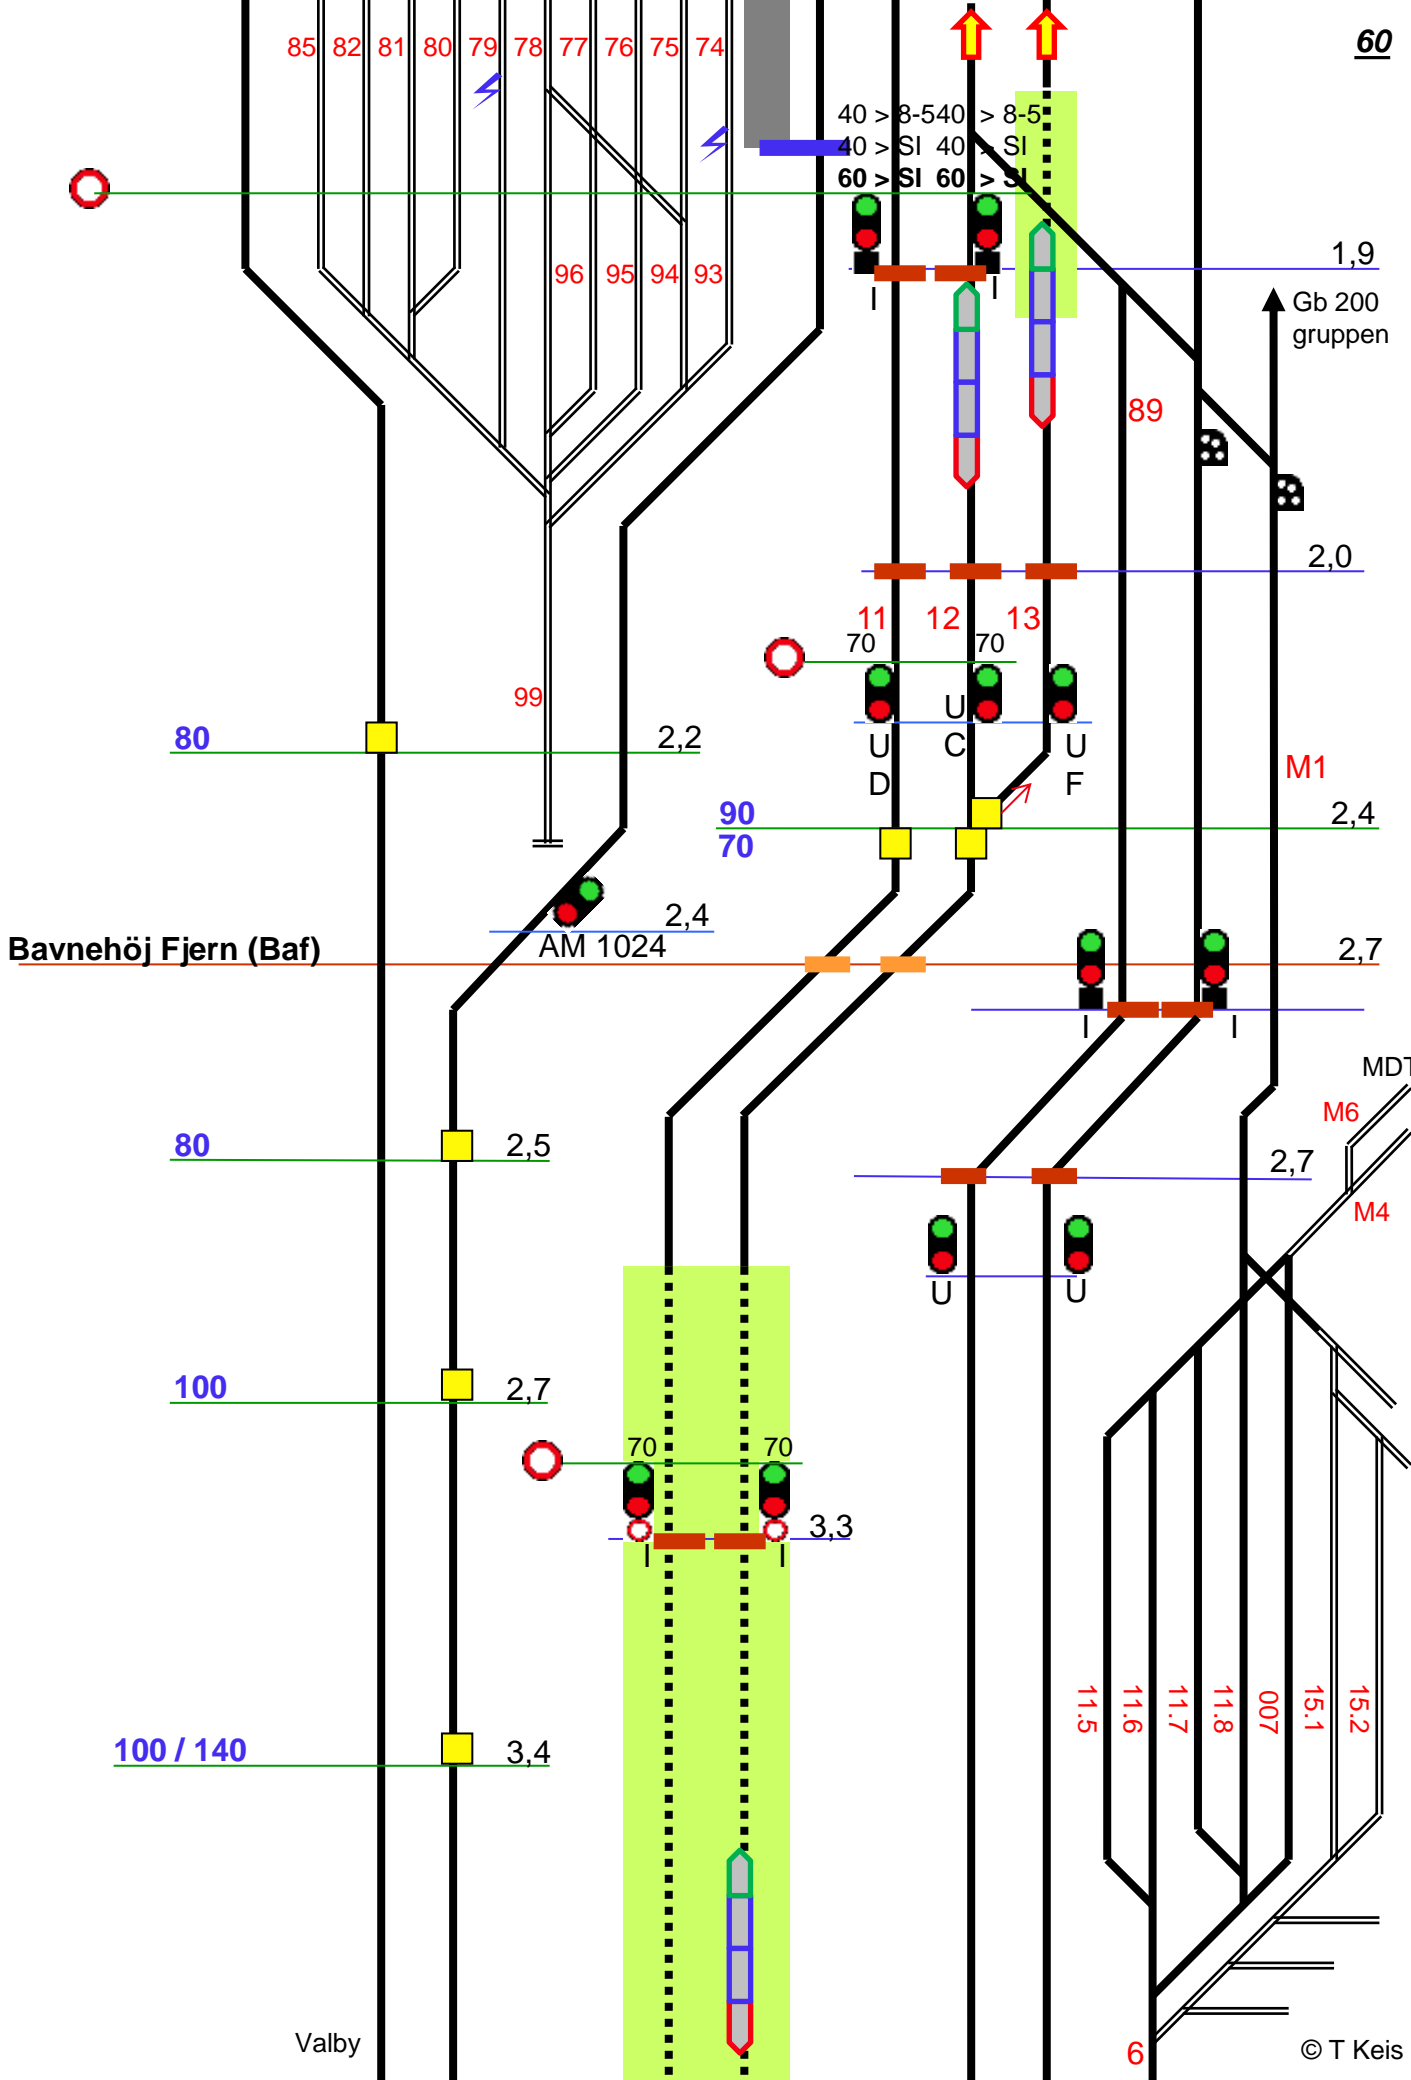 60
85 82 81 80 79 78 77 76 75 74
40 > 8-5 40 > 8-5
40 > SI 40 > SI
60 > SI 60 > SI
1,9
96 95 94 93
I I
Gb 200
gruppen
89
2,0
11 12 13
70 70
99
U
U C U
D F
80 2,2
M1
90 2,4
70
2,4
AM 1024
Bavnehöj Fjern (Baf) 2,7
I I
MDT
M6
80 2,5
2,7
M4
U U
100 2,7
70 70
3,3
I I
11.5 11.6 11.7 11.8 007 15.1 15.2
100 / 140 3,4
Valby
6
© T Keis